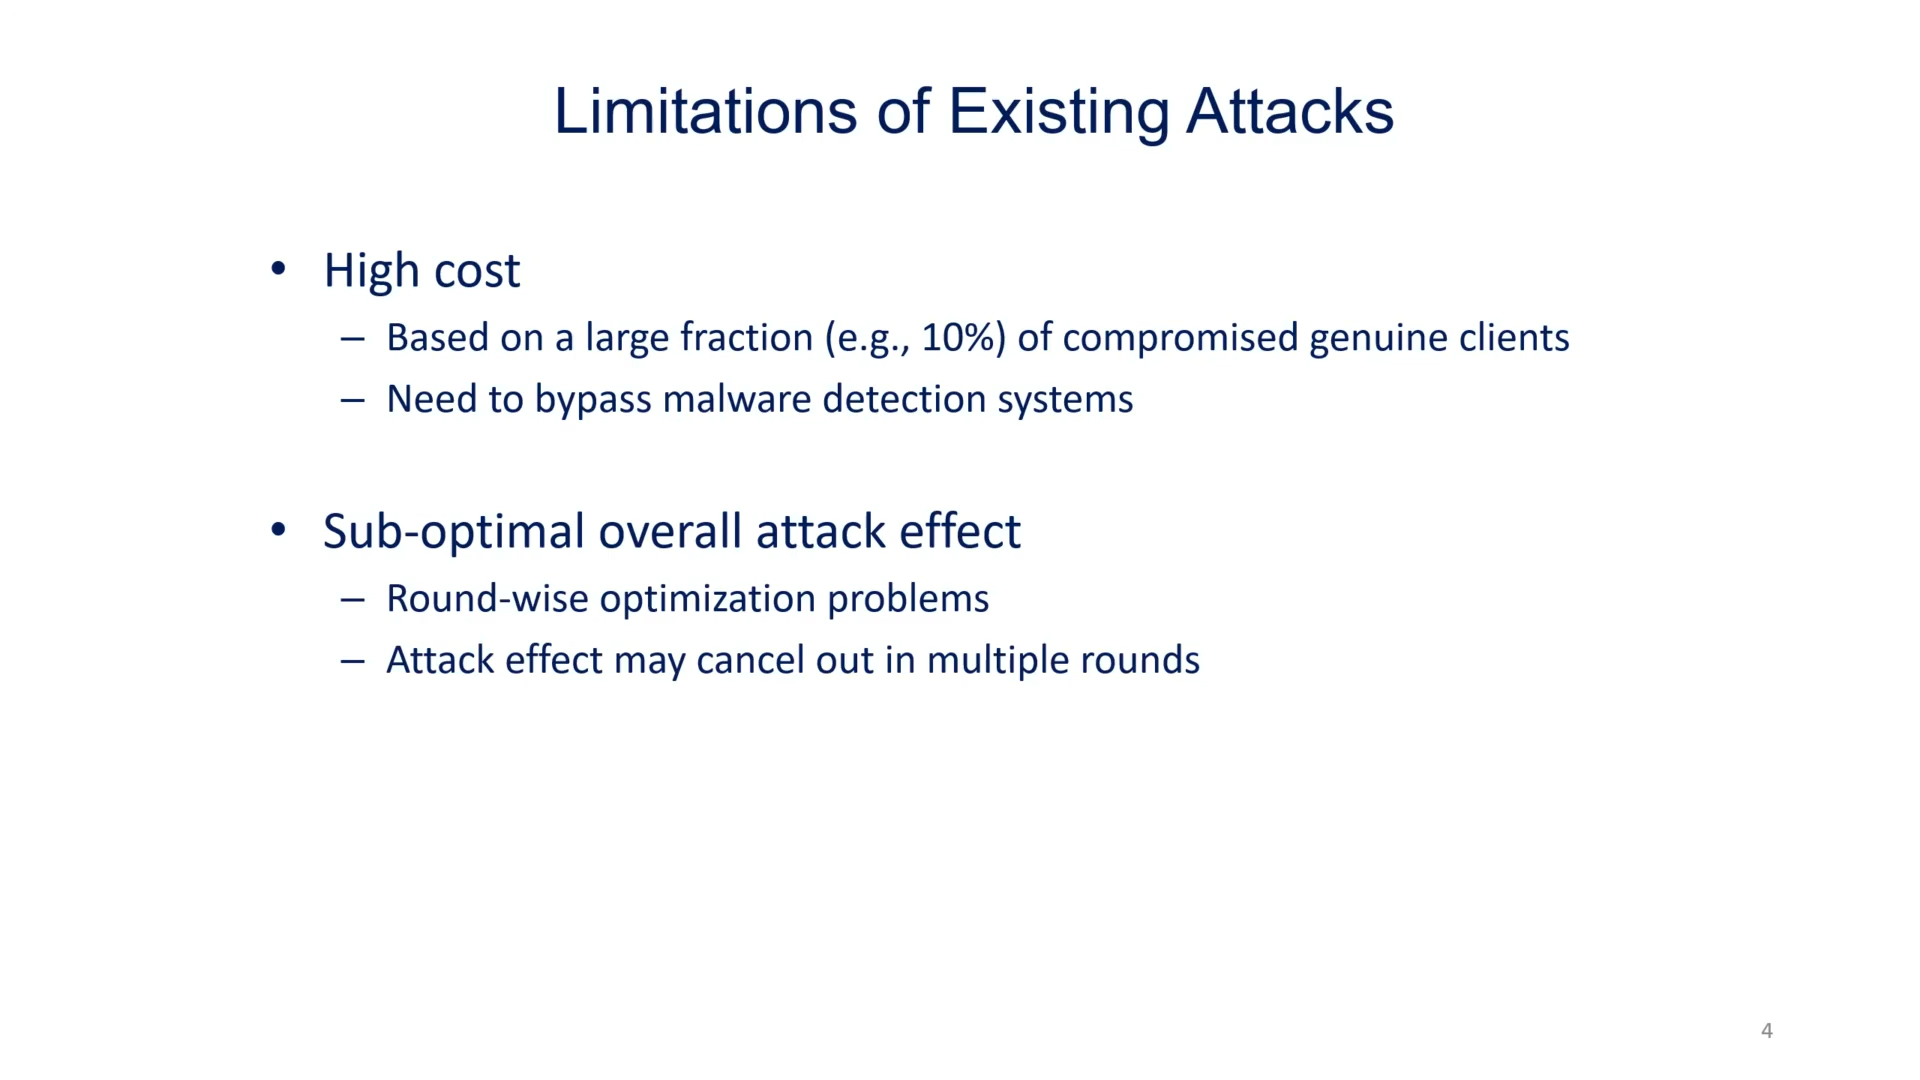 Limitations of Existing Attacks
• High cost
– Based on a large fraction (e.g., 10%) of compromised genuine clients
– Need to bypass malware detection systems
• Sub-optimal overall attack effect
– Round-wise optimization problems
– Attack effect may cancel out in multiple rounds
4